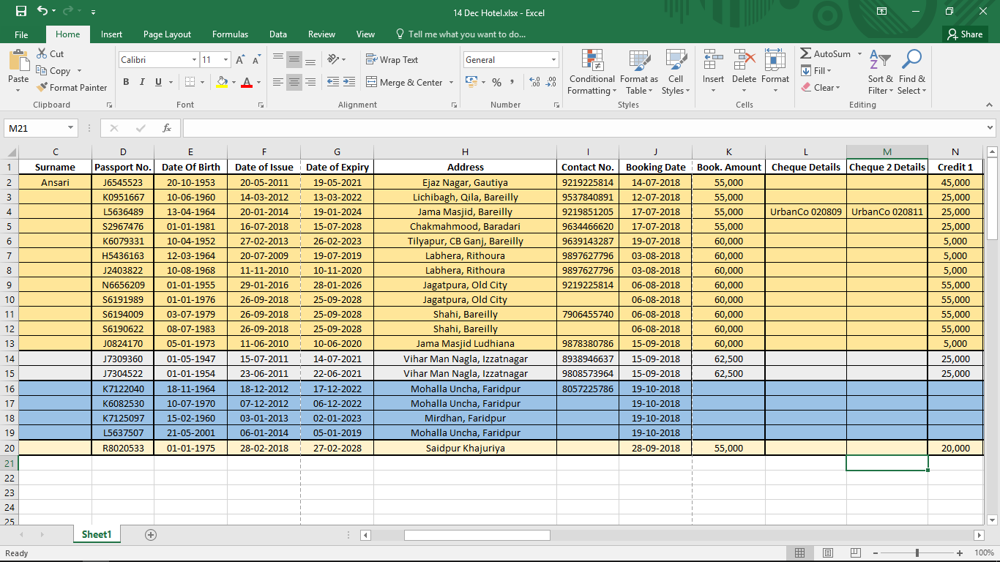 14 Dec Hotel.xlsx - Excel
File Home Insert Page Layout Formulas Data Review View Tell me what you want to do... Share
Paste Cut Copy Format Painter Clipboard
Calibri 11 A A B I U A Font
Wrap Text Merge & Center Alignment
General % , .0 .00 .00 .0 Number
Conditional Formatting Format as Table Cell Styles Styles
Insert Delete Format Cells
AutoSum Fill Clear Sort & Filter Find & Select Editing
M21 fx
C D E F G H I J K L M N
1 Surname Passport No. Date Of Birth Date of Issue Date of Expiry Address Contact No. Booking Date Book. Amount Cheque Details Cheque 2 Details Credit 1
2 Ansari J6545523 20-10-1953 20-05-2011 19-05-2021 Ejaz Nagar, Gautiya 9219225814 14-07-2018 55,000 45,000
3 K0951667 10-06-1960 14-03-2012 13-03-2022 Lichibagh, Qila, Bareilly 9537840891 12-07-2018 55,000 25,000
4 L5636489 13-04-1964 20-01-2014 19-01-2024 Jama Masjid, Bareilly 9219851205 17-07-2018 55,000 UrbanCo 020809 UrbanCo 020811 25,000
5 S2967476 01-01-1981 16-07-2018 15-07-2028 Chakmahmood, Baradari 9634466620 17-07-2018 55,000 25,000
6 K6079331 10-04-1952 27-02-2013 26-02-2023 Tilyapur, CB Ganj, Bareilly 9639143287 19-07-2018 60,000 5,000
7 H5436163 12-03-1964 20-07-2009 19-07-2019 Labhera, Rithoura 9897627796 03-08-2018 60,000 5,000
8 J2403822 10-08-1968 11-11-2010 10-11-2020 Labhera, Rithoura 9897627796 03-08-2018 60,000 5,000
9 N6656209 01-01-1955 29-01-2016 28-01-2026 Jagatpura, Old City 9219225814 06-08-2018 60,000 55,000
10 S6191989 01-01-1976 26-09-2018 25-09-2028 Jagatpura, Old City 06-08-2018 60,000 55,000
11 S6194009 03-07-1979 26-09-2018 25-09-2028 Shahi, Bareilly 7906455740 06-08-2018 60,000 55,000
12 S6190622 08-07-1983 26-09-2018 25-09-2028 Shahi, Bareilly 06-08-2018 60,000 55,000
13 J0824170 05-01-1973 11-06-2010 10-06-2020 Jama Masjid Ludhiana 9878380786 15-09-2018 60,000 5,000
14 J7309360 01-05-1947 15-07-2011 14-07-2021 Vihar Man Nagla, Izzatnagar 8938946637 15-09-2018 62,500 25,000
15 J7304522 01-01-1954 23-06-2011 22-06-2021 Vihar Man Nagla, Izzatnagar 9808573964 15-09-2018 62,500 25,000
16 K7122040 18-11-1964 18-12-2012 17-12-2022 Mohalla Uncha, Faridpur 8057225786 19-10-2018
17 K6082530 10-07-1970 07-12-2012 06-12-2022 Mohalla Uncha, Faridpur 19-10-2018
18 K7125097 15-02-1960 03-01-2013 02-01-2023 Mirdhan, Faridpur 19-10-2018
19 L5637507 21-05-2001 06-01-2014 05-01-2019 Mohalla Uncha, Faridpur 19-10-2018
20 R8020533 01-01-1975 28-02-2018 27-02-2028 Saidpur Khajuriya 28-09-2018 55,000 20,000
21
22
23
24
25
Sheet1
Ready 100%